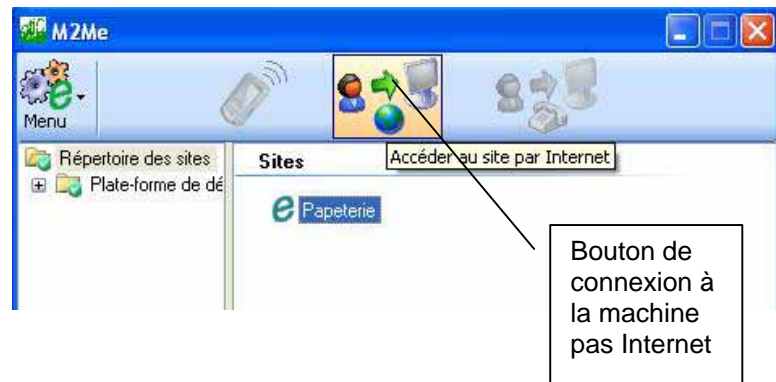 M2Me
Menu
Répertoire des sites
Plate-forme de dé
Sites
Accéder au site par Internet
Papeterie
Bouton de
connexion à
la machine
pas Internet